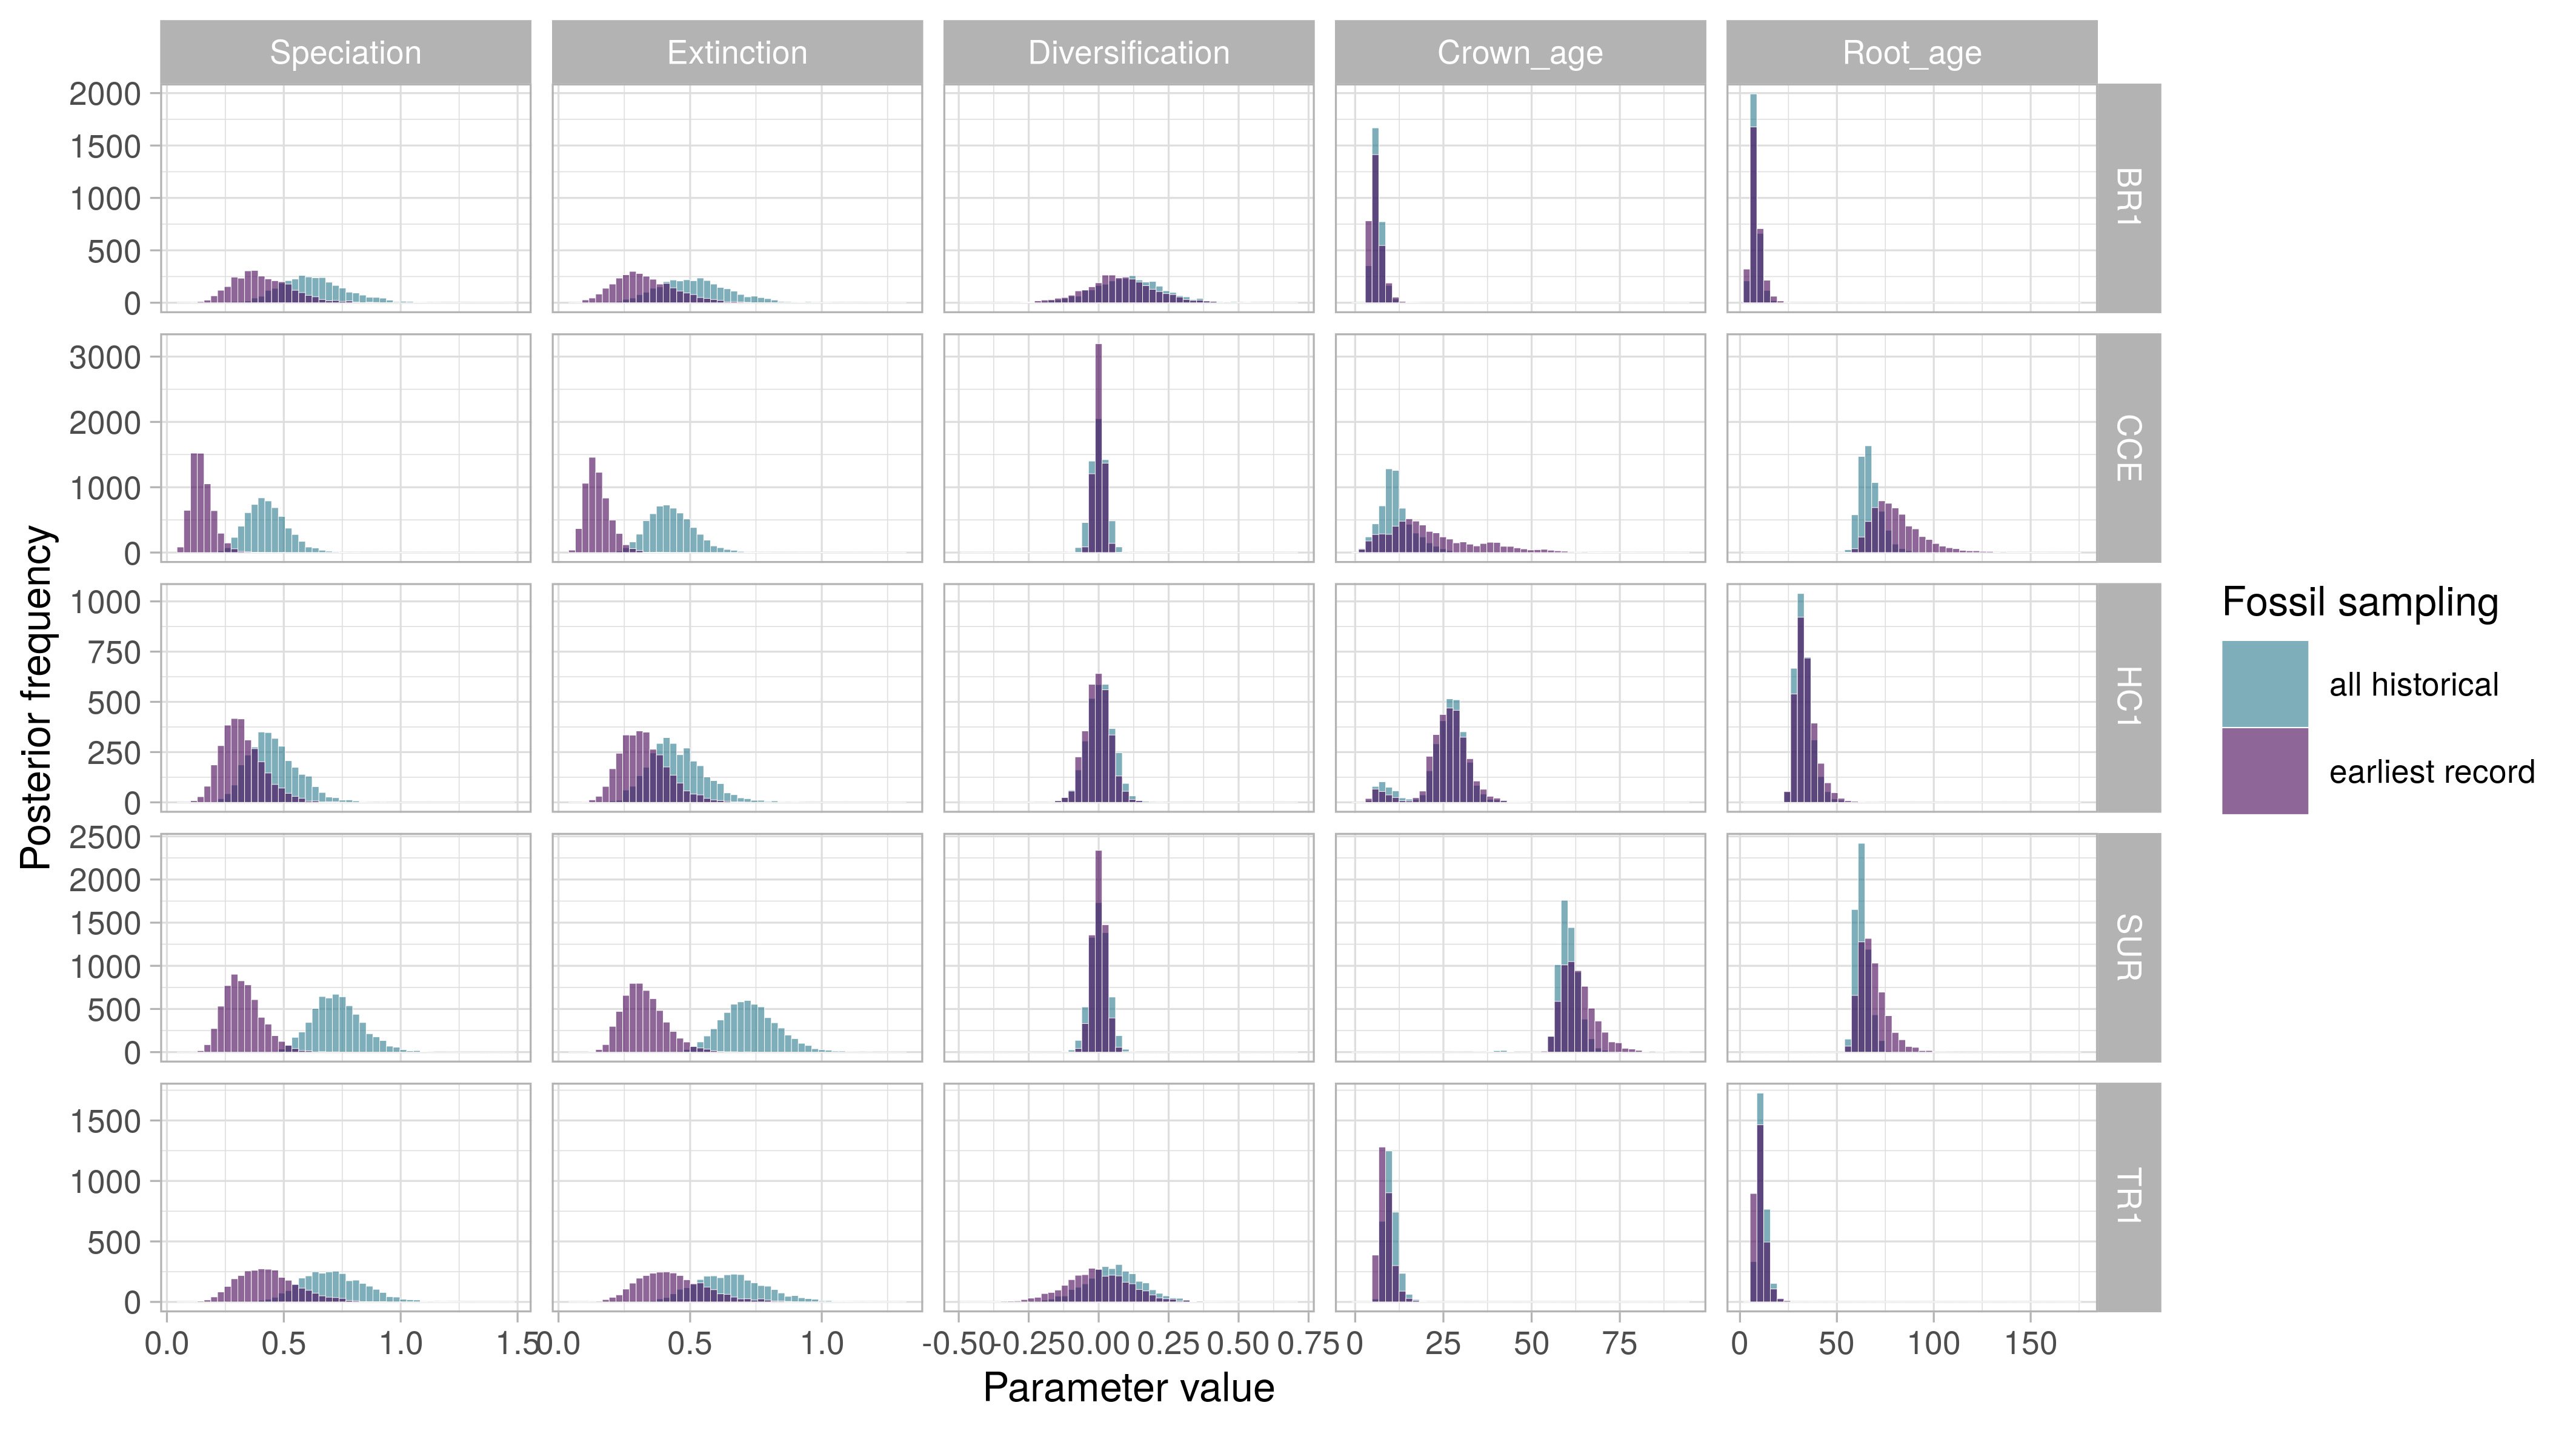 Speciation Extinction Diversification Crown_age Root_age
2000
1500
1000
500
0
BR1
3000
2000
1000
0
CCE
1000
750
500
250
0
HC1
2500
2000
1500
1000
500
0
SUR
1500
1000
500
0
TR1
0.0 0.5 1.0 1.5 0.0 0.5 1.0 -0.50 -0.25 0.00 0.25 0.50 0.75 0 25 50 75 0 50 100 150
Parameter value
Posterior frequency
Fossil sampling
all historical
earliest record